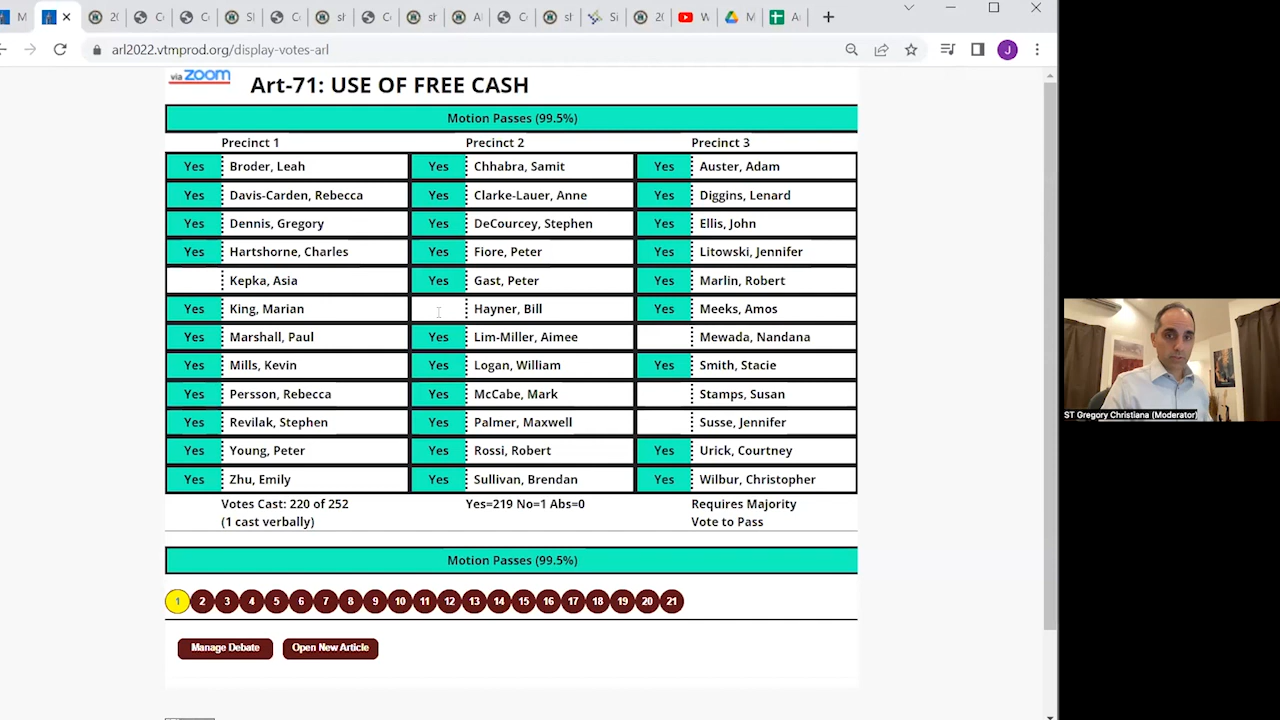 M
20
C
C
SI
C
sh
C
sh
A
C
sh
Si
20
W
M
A
arl2022.vtmprod.org/display-votes-arl
J
via zoom
Art-71: USE OF FREE CASH
Motion Passes (99.5%)
Precinct 1 Precinct 2 Precinct 3
Yes Broder, Leah Yes Chhabra, Samit Yes Auster, Adam
Yes Davis-Carden, Rebecca Yes Clarke-Lauer, Anne Yes Diggins, Lenard
Yes Dennis, Gregory Yes DeCourcey, Stephen Yes Ellis, John
Yes Hartshorne, Charles Yes Fiore, Peter Yes Litowski, Jennifer
Kepka, Asia Yes Gast, Peter Yes Marlin, Robert
Yes King, Marian Hayner, Bill Yes Meeks, Amos
Yes Marshall, Paul Yes Lim-Miller, Aimee Mewada, Nandana
Yes Mills, Kevin Yes Logan, William Yes Smith, Stacie
Yes Persson, Rebecca Yes McCabe, Mark Stamps, Susan
Yes Revilak, Stephen Yes Palmer, Maxwell Susse, Jennifer
Yes Young, Peter Yes Rossi, Robert Yes Urick, Courtney
Yes Zhu, Emily Yes Sullivan, Brendan Yes Wilbur, Christopher
Votes Cast: 220 of 252 Yes=219 No=1 Abs=0 Requires Majority
(1 cast verbally) Vote to Pass
Motion Passes (99.5%)
1 2 3 4 5 6 7 8 9 10 11 12 13 14 15 16 17 18 19 20 21
Manage Debate Open New Article
ST Gregory Christiana (Moderator)